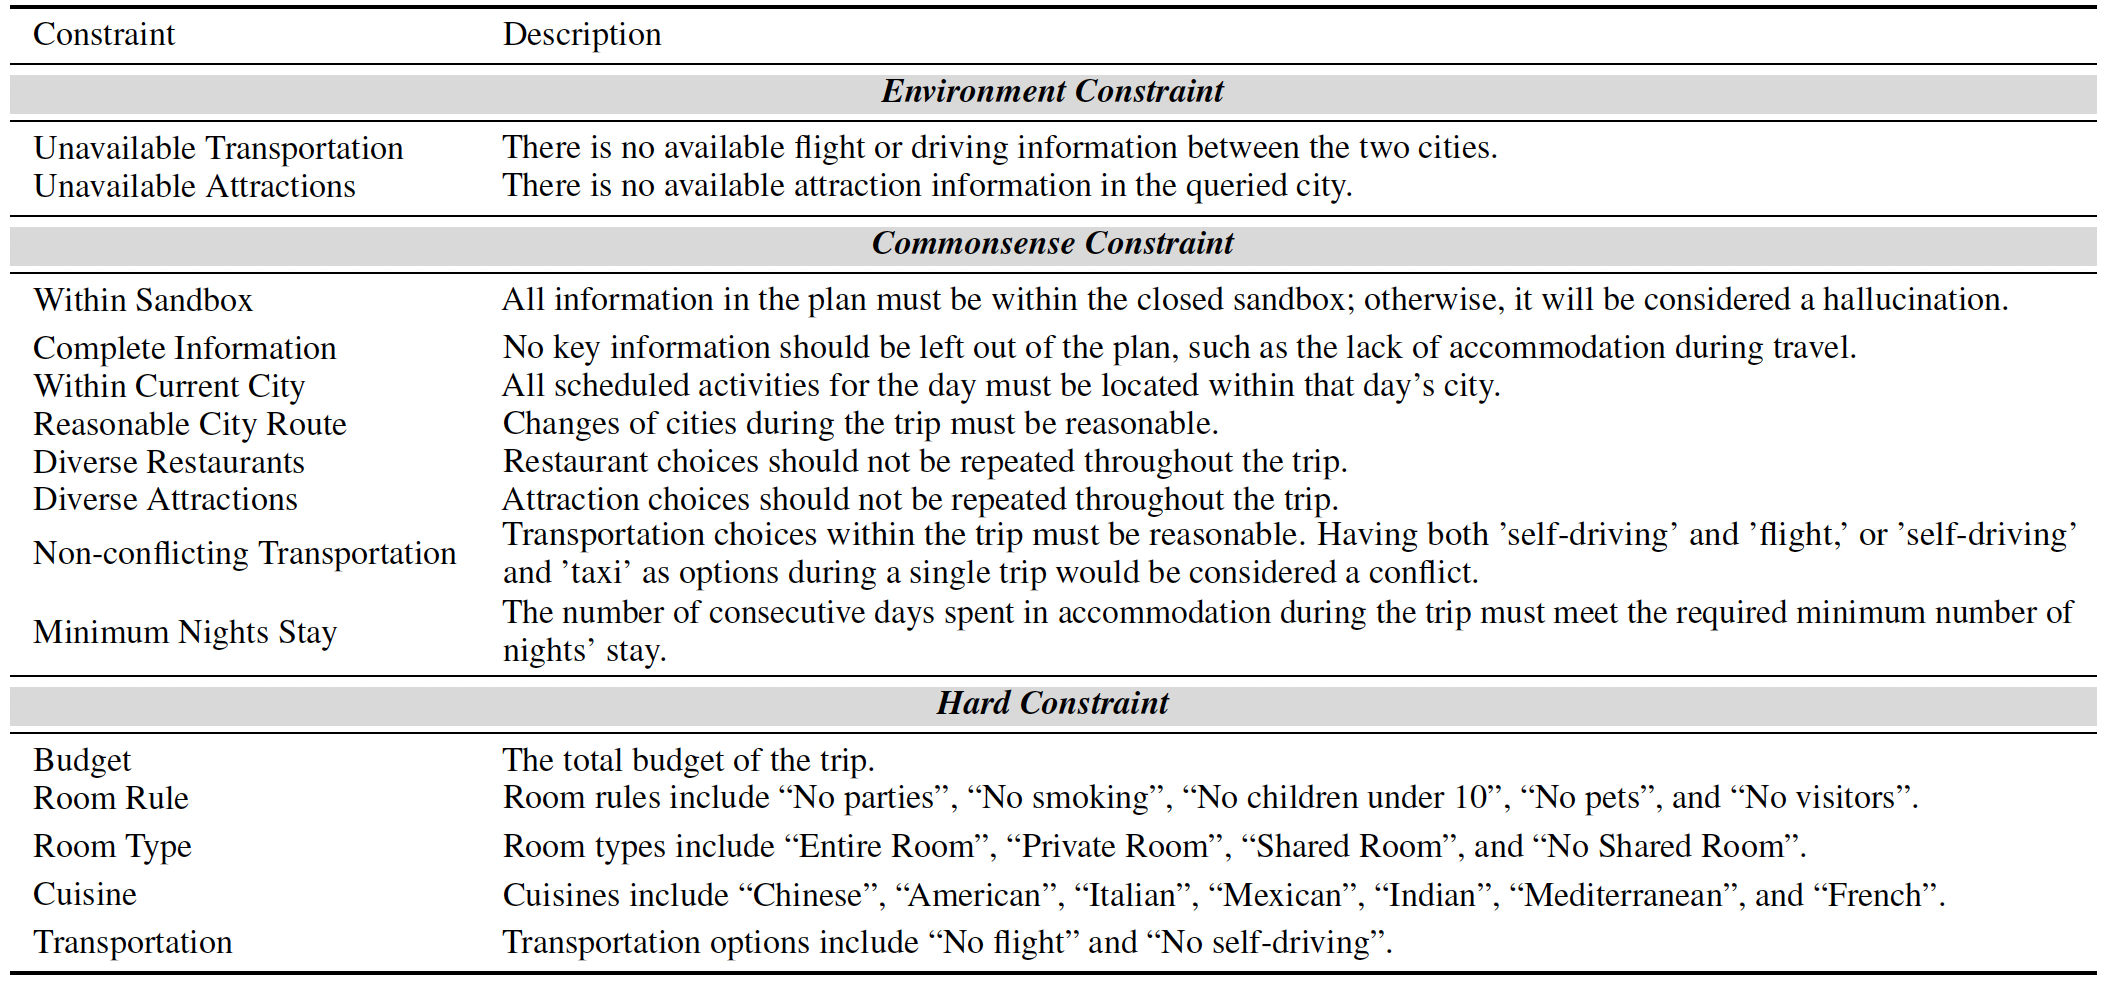 Constraint Description
Environment Constraint
Unavailable Transportation There is no available flight or driving information between the two cities.
Unavailable Attractions There is no available attraction information in the queried city.
Commonsense Constraint
Within Sandbox All information in the plan must be within the closed sandbox; otherwise, it will be considered a hallucination.
Complete Information No key information should be left out of the plan, such as the lack of accommodation during travel.
Within Current City All scheduled activities for the day must be located within that day’s city.
Reasonable City Route Changes of cities during the trip must be reasonable.
Diverse Restaurants Restaurant choices should not be repeated throughout the trip.
Diverse Attractions Attraction choices should not be repeated throughout the trip.
Non-conflicting Transportation Transportation choices within the trip must be reasonable. Having both ’self-driving’ and ’flight,’ or ’self-driving’
and ’taxi’ as options during a single trip would be considered a conflict.
Minimum Nights Stay The number of consecutive days spent in accommodation during the trip must meet the required minimum number of
nights’ stay.
Hard Constraint
Budget The total budget of the trip.
Room Rule Room rules include “No parties”, “No smoking”, “No children under 10”, “No pets”, and “No visitors”.
Room Type Room types include “Entire Room”, “Private Room”, “Shared Room”, and “No Shared Room”.
Cuisine Cuisines include “Chinese”, “American”, “Italian”, “Mexican”, “Indian”, “Mediterranean”, and “French”.
Transportation Transportation options include “No flight” and “No self-driving”.